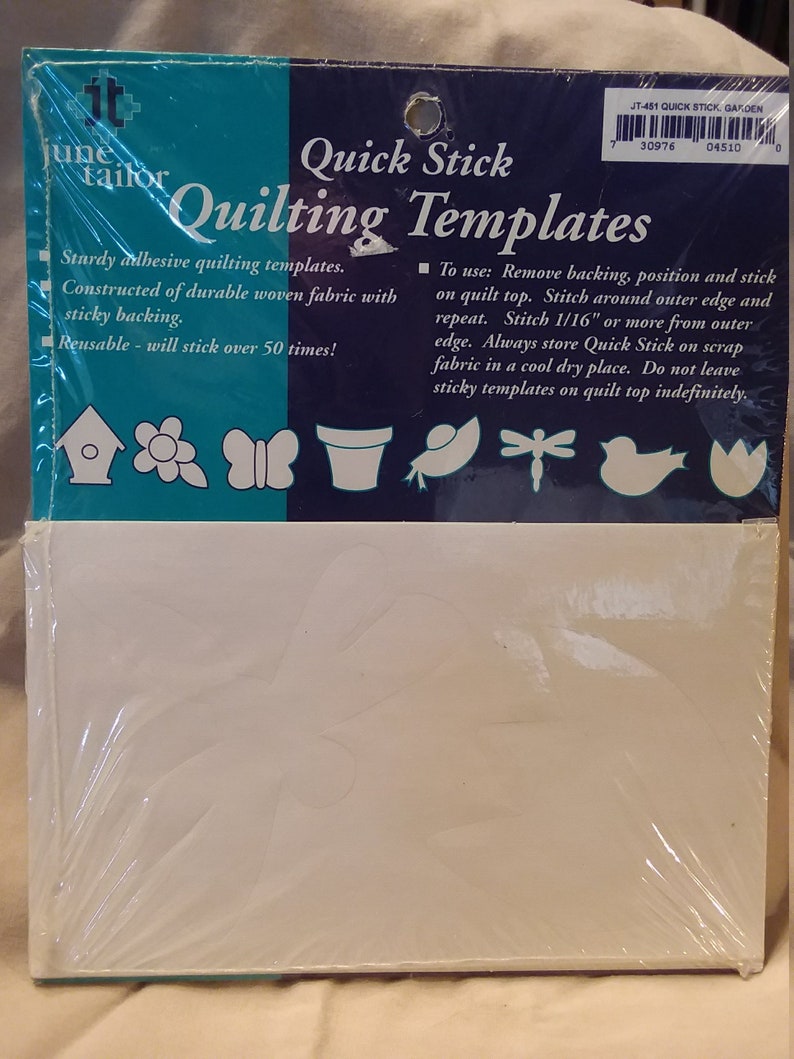 jt
june
tailor
JT-451 QUICK STICK. GARDEN
7 30976 04510 0
Quick Stick
Quilting Templates
Sturdy adhesive quilting templates.
Constructed of durable woven fabric with
sticky backing.
Reusable - will stick over 50 times!
To use: Remove backing, position and stick
on quilt top. Stitch around outer edge and
repeat. Stitch 1/16" or more from outer
edge. Always store Quick Stick on scrap
fabric in a cool dry place. Do not leave
sticky templates on quilt top indefinitely.